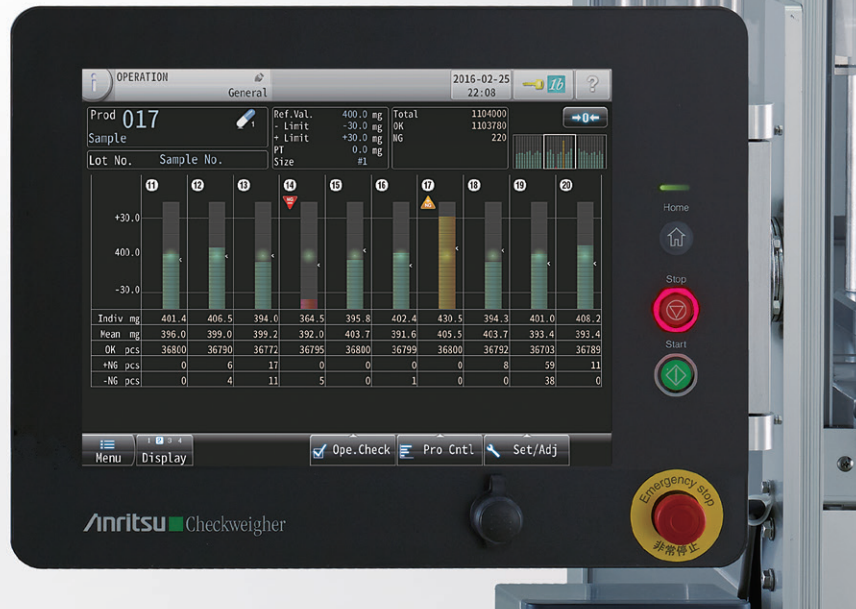 OPERATION
General
2016-02-25
22:08
1b
?
Prod 017
1
Sample
Lot No. Sample No.
Ref.Val. 400.0 mg
- Limit -30.0 mg
+ Limit +30.0 mg
PT 0.0 mg
Size #1
Total 1104000
OK 1103780
NG 220
→0←
11 12 13 14 15 16 17 18 19 20
NG NG
+30.0
400.0
-30.0
Indiv mg 401.4 406.5 394.0 364.5 395.8 402.4 430.5 394.3 401.0 408.2
Mean mg 396.0 399.0 399.2 392.0 403.7 391.6 405.5 403.7 393.4 393.4
OK pcs 36800 36790 36772 36795 36800 36799 36800 36792 36703 36789
+NG pcs 0 6 17 0 0 0 0 8 59 11
-NG pcs 0 4 11 5 0 1 0 0 38 0
Menu
1 2 3 4
Display
Ope.Check
Pro Cntl
Set/Adj
Home
Stop
Start
Anritsu Checkweigher
Emergency stop
非常停止